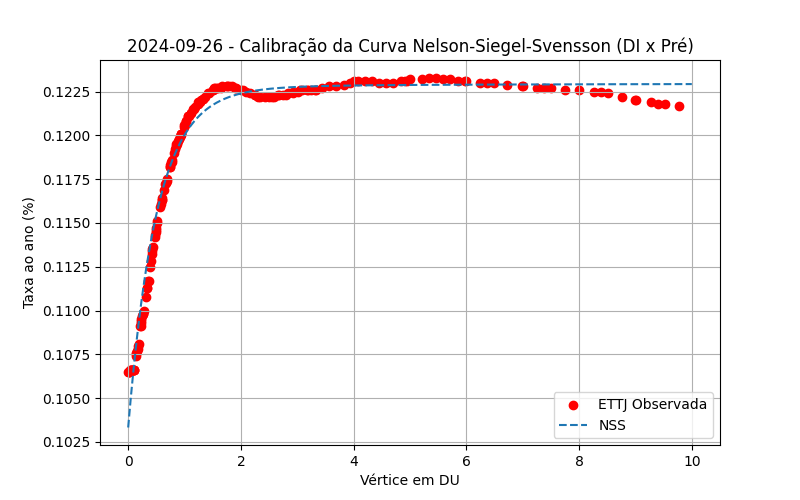 2024-09-26 - Calibração da Curva Nelson-Siegel-Svensson (DI x Pré)
Taxa ao ano (%)
0.1225
0.1200
0.1175
0.1150
0.1125
0.1100
0.1075
0.1050
0.1025
ETTJ Observada
NSS
0 2 4 6 8 10
Vértice em DU